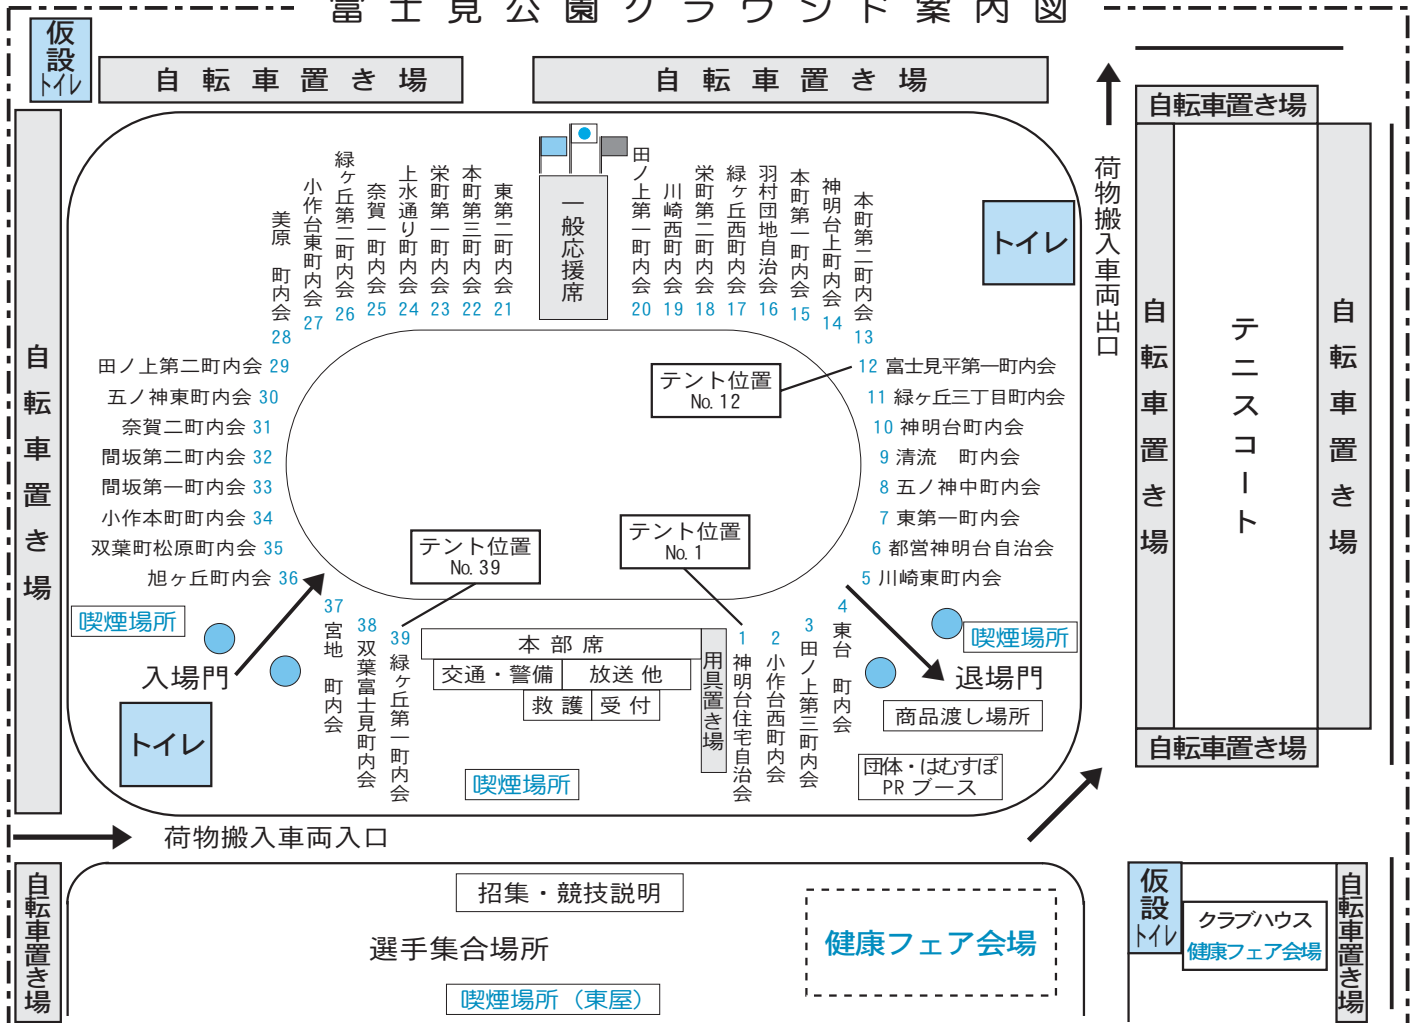 富士見公園グラウンド案内図
仮設トイレ
自転車置き場
自転車置き場
自転車置き場
自転車置き場
自転車置き場
自転車置き場
テニスコート
自転車置き場
荷物搬入車両出口
トイレ
一般応援席
美原 町内会 28
小作台東町内会 27
緑ヶ丘第二町内会 26
奈賀一町内会 25
上水通り町内会 24
栄町第一町内会 23
本町第三町内会 22
東第二町内会 21
田ノ上第一町内会 20
川崎西町内会 19
栄町第二町内会 18
緑ヶ丘西町内会 17
羽村団地自治会 16
本町第一町内会 15
神明台上町内会 14
本町第二町内会 13
田ノ上第二町内会 29
五ノ神東町内会 30
奈賀二町内会 31
間坂第二町内会 32
間坂第一町内会 33
小作本町町内会 34
双葉町松原町内会 35
旭ヶ丘町内会 36
テント位置
No. 12
12 富士見平第一町内会
11 緑ヶ丘三丁目町内会
10 神明台町内会
9 清流 町内会
8 五ノ神中町内会
7 東第一町内会
6 都営神明台自治会
5 川崎東町内会
テント位置
No. 39
テント位置
No. 1
喫煙場所
入場門
トイレ
37 宮地 町内会
38 双葉富士見町内会
39 緑ヶ丘第一町内会
本部席
交通・警備
放送 他
救護
受付
用具置き場
1 神明台住宅自治会
2 小作台西町内会
3 田ノ上第三町内会
4 東台 町内会
喫煙場所
退場門
商品渡し場所
団体・はむすぽ
PR ブース
喫煙場所
荷物搬入車両入口
自転車置き場
招集・競技説明
選手集合場所
喫煙場所（東屋）
健康フェア会場
仮設トイレ
クラブハウス
健康フェア会場
自転車置き場